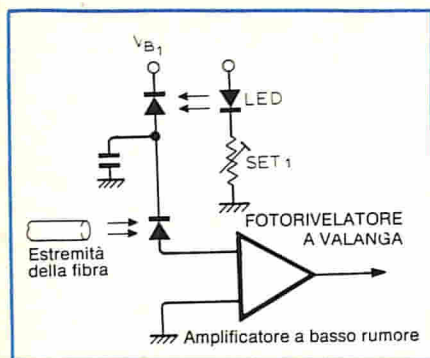 VB1
LED
SET 1
FOTORIVELATORE
A VALANGA
Estremità
della fibra
Amplificatore a basso rumore